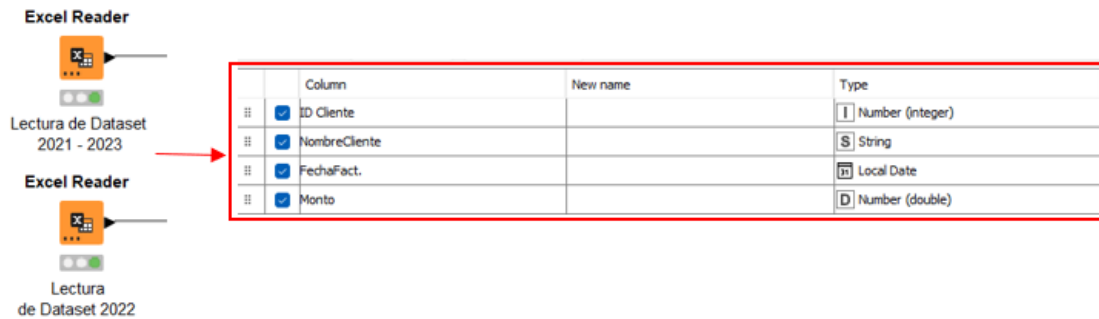 Excel Reader
Lectura de Dataset
2021 - 2023
Excel Reader
Lectura
de Dataset 2022
Column New name Type
ID Cliente I Number (integer)
NombreCliente S String
FechaFact. 31 Local Date
Monto D Number (double)